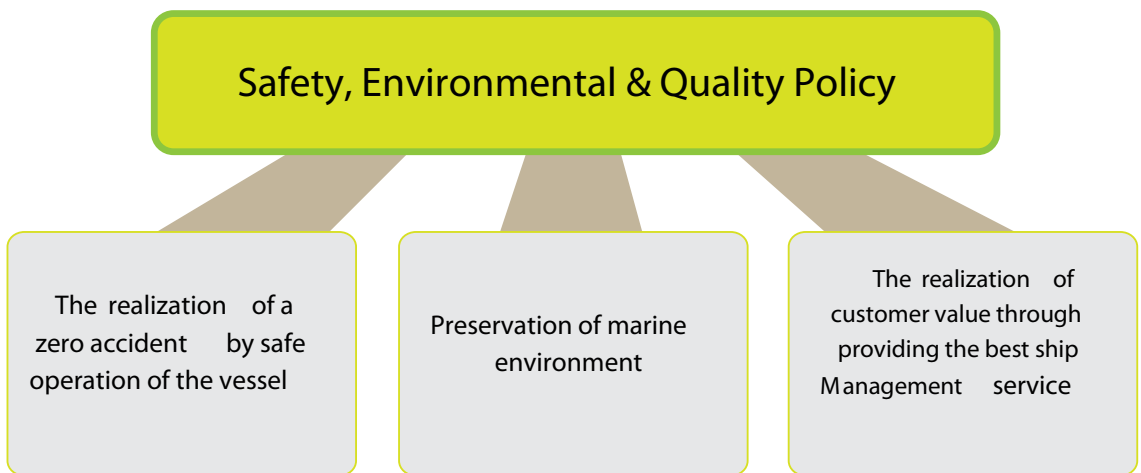 Safety, Environmental & Quality Policy
The realization of a
zero accident by safe
operation of the vessel
Preservation of marine
environment
The realization of
customer value through
providing the best ship
Management service